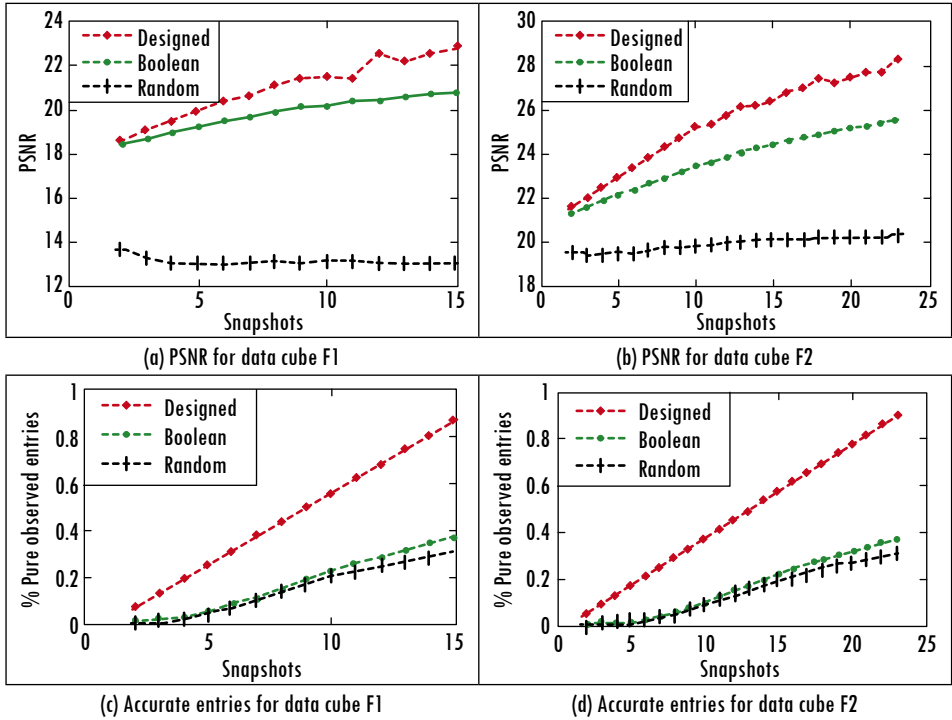 24
22
20
18
16
14
12
PSNR
Designed
Boolean
Random
0
5
10
15
Snapshots
(a) PSNR for data cube F1
30
28
26
24
22
20
18
PSNR
Designed
Boolean
Random
0
5
10
15
20
25
Snapshots
(b) PSNR for data cube F2
1
0.8
0.6
0.4
0.2
0
% Pure observed entries
Designed
Boolean
Random
0
5
10
15
Snapshots
(c) Accurate entries for data cube F1
1
0.8
0.6
0.4
0.2
0
% Pure observed entries
Designed
Boolean
Random
0
5
10
15
20
25
Snapshots
(d) Accurate entries for data cube F2